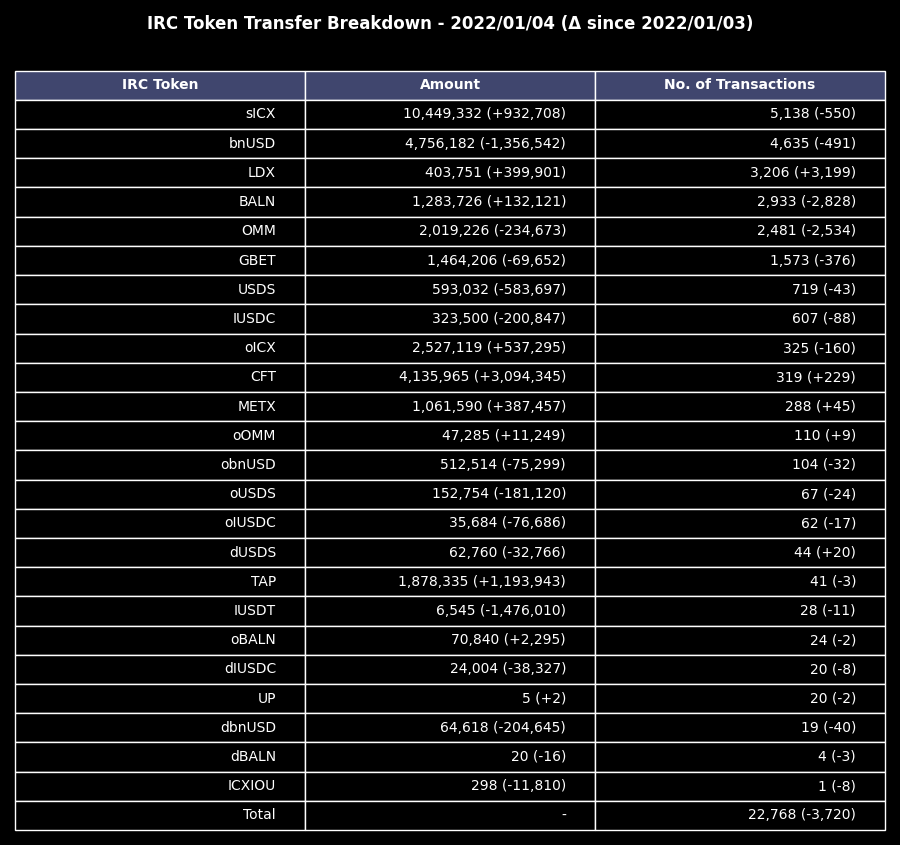 IRC Token Transfer Breakdown - 2022/01/04 (Δ since 2022/01/03)
IRC Token Amount No. of Transactions
sICX 10,449,332 (+932,708) 5,138 (-550)
bnUSD 4,756,182 (-1,356,542) 4,635 (-491)
LDX 403,751 (+399,901) 3,206 (+3,199)
BALN 1,283,726 (+132,121) 2,933 (-2,828)
OMM 2,019,226 (-234,673) 2,481 (-2,534)
GBET 1,464,206 (-69,652) 1,573 (-376)
USDS 593,032 (-583,697) 719 (-43)
IUSDC 323,500 (-200,847) 607 (-88)
oICX 2,527,119 (+537,295) 325 (-160)
CFT 4,135,965 (+3,094,345) 319 (+229)
METX 1,061,590 (+387,457) 288 (+45)
oOMM 47,285 (+11,249) 110 (+9)
obnUSD 512,514 (-75,299) 104 (-32)
oUSDS 152,754 (-181,120) 67 (-24)
oIUSDC 35,684 (-76,686) 62 (-17)
dUSDS 62,760 (-32,766) 44 (+20)
TAP 1,878,335 (+1,193,943) 41 (-3)
IUSDT 6,545 (-1,476,010) 28 (-11)
oBALN 70,840 (+2,295) 24 (-2)
dIUSDC 24,004 (-38,327) 20 (-8)
UP 5 (+2) 20 (-2)
dbnUSD 64,618 (-204,645) 19 (-40)
dBALN 20 (-16) 4 (-3)
ICXIOU 298 (-11,810) 1 (-8)
Total - 22,768 (-3,720)